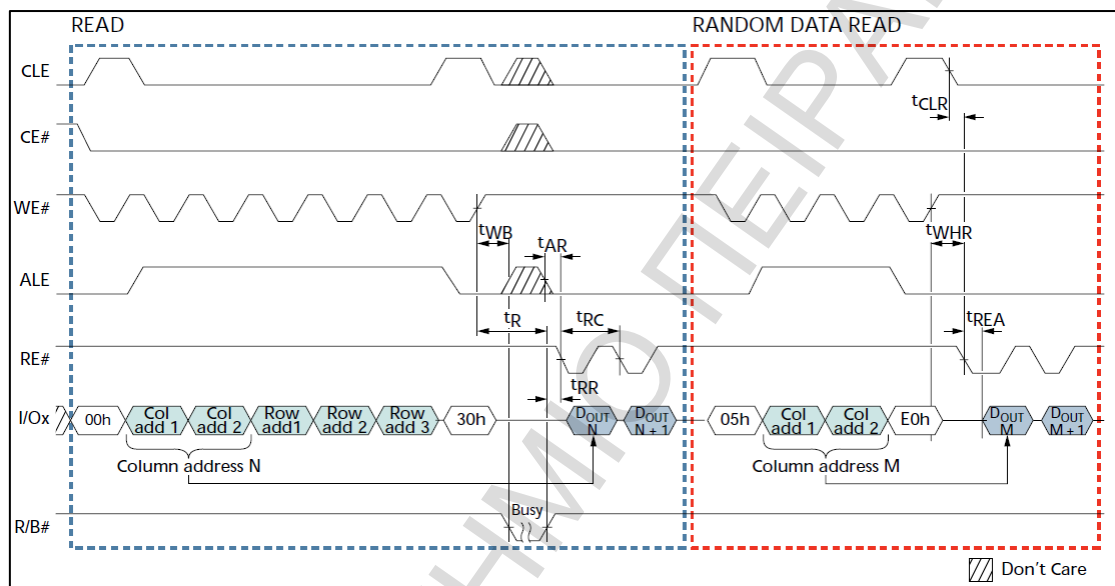 READ
RANDOM DATA READ
CLE
tCLR
CE#
WE#
tWB
tAR
tWHR
ALE
tR
tRC
tREA
RE#
tRR
I/Ox
00h
Col add 1
Col add 2
Row add1
Row add 2
Row add 3
30h
DOUT N
DOUT N + 1
05h
Col add 1
Col add 2
E0h
DOUT M
DOUT M + 1
Column address N
Column address M
R/B#
Busy
Don't Care
ΗΜΙΟ ΠΕΙΡΑ